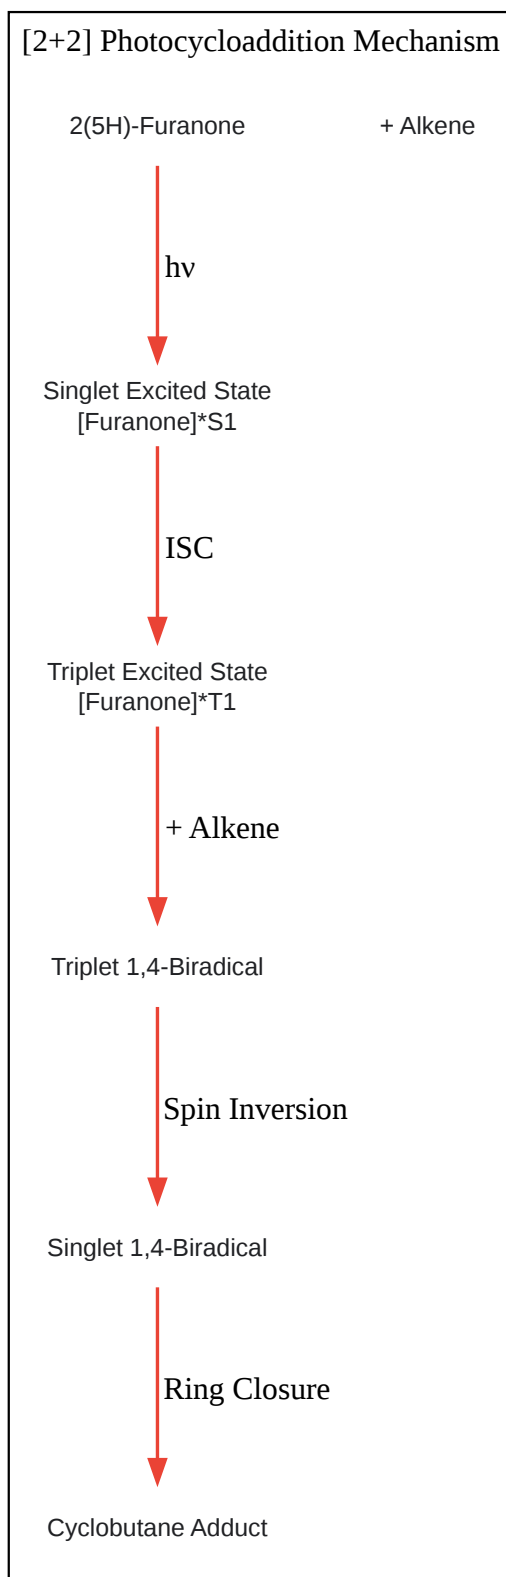 [2+2] Photocycloaddition Mechanism
2(5H)-Furanone + Alkene
hν
Singlet Excited State
[Furanone]*S1
ISC
Triplet Excited State
[Furanone]*T1
+ Alkene
Triplet 1,4-Biradical
Spin Inversion
Singlet 1,4-Biradical
Ring Closure
Cyclobutane Adduct